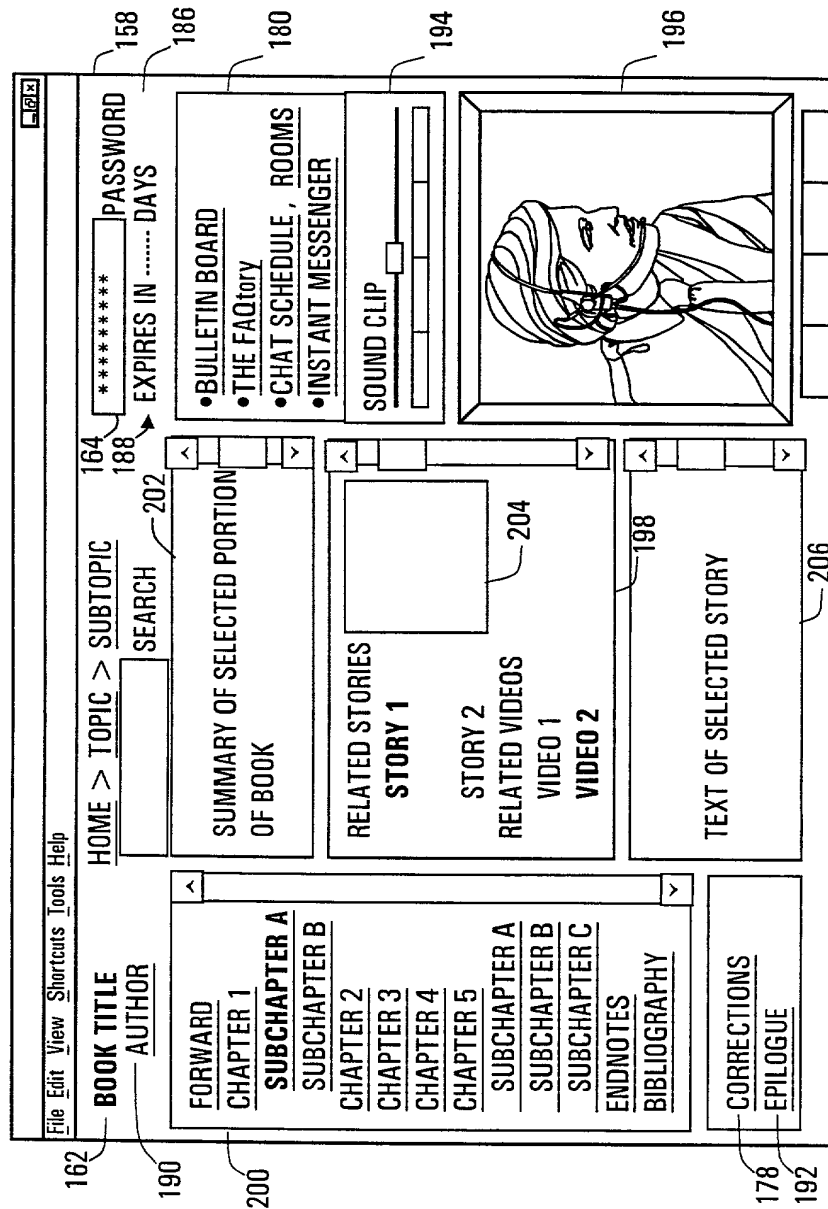 File Edit View Shortcuts Tools Help
162
BOOK TITLE
HOME > TOPIC > SUBTOPIC
164
*********
PASSWORD
158
190
AUTHOR
SEARCH
188
EXPIRES IN ------- DAYS
186
202
200
FORWARD
CHAPTER 1
SUBCHAPTER A
SUBCHAPTER B
CHAPTER 2
CHAPTER 3
CHAPTER 4
CHAPTER 5
SUBCHAPTER A
SUBCHAPTER B
SUBCHAPTER C
ENDNOTES
BIBLIOGRAPHY
178
CORRECTIONS
192
EPILOGUE
SUMMARY OF SELECTED PORTION
OF BOOK
RELATED STORIES
STORY 1
204
STORY 2
RELATED VIDEOS
VIDEO 1
VIDEO 2
198
TEXT OF SELECTED STORY
206
•BULLETIN BOARD
•THE FAQtory
•CHAT SCHEDULE, ROOMS
•INSTANT MESSENGER
180
SOUND CLIP
194
196